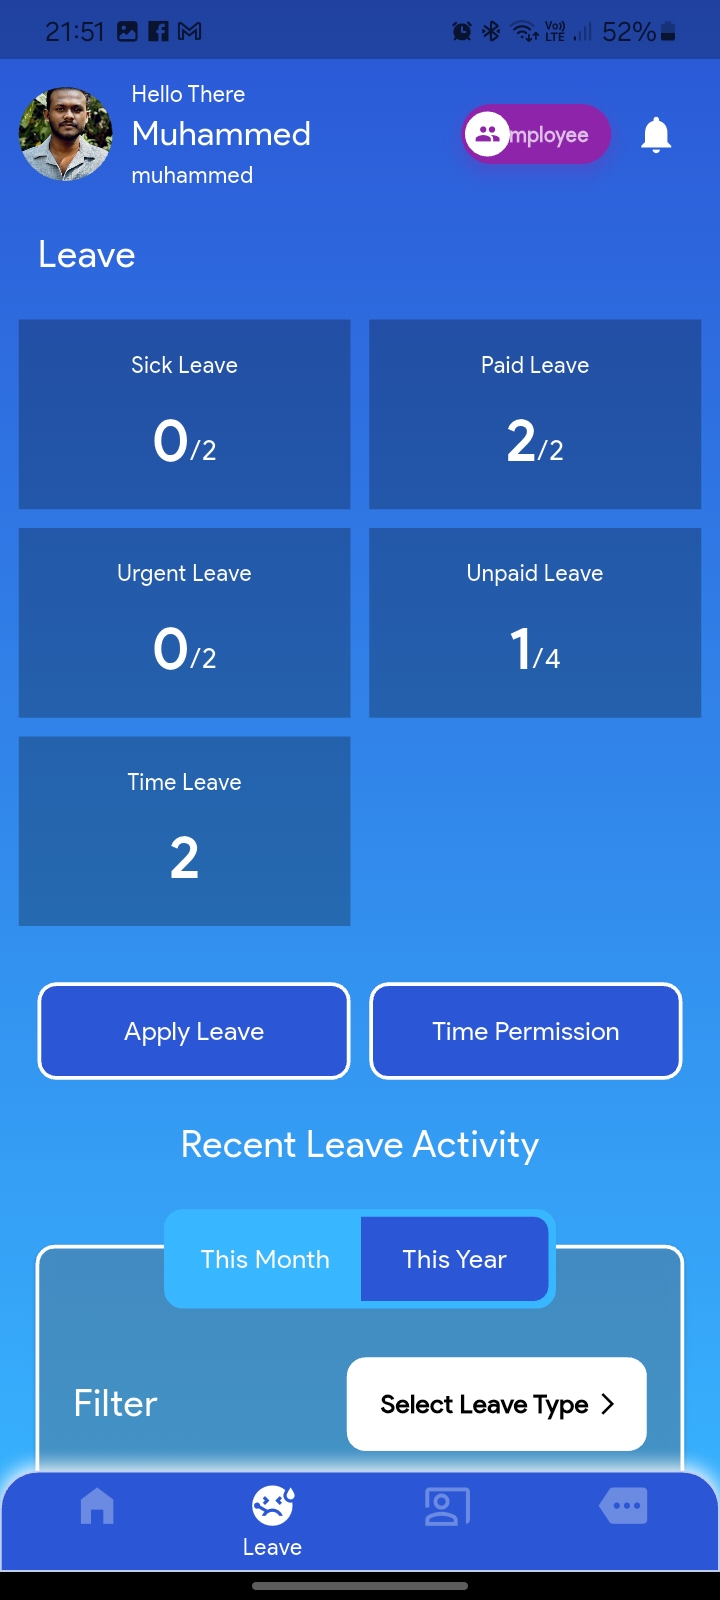 21:51 Vo)) LTE 52%
Hello There
Muhammed
muhammed
mployee
Leave
Sick Leave
0/2
Paid Leave
2/2
Urgent Leave
0/2
Unpaid Leave
1/4
Time Leave
2
Apply Leave
Time Permission
Recent Leave Activity
This Month
This Year
Filter
Select Leave Type
Leave